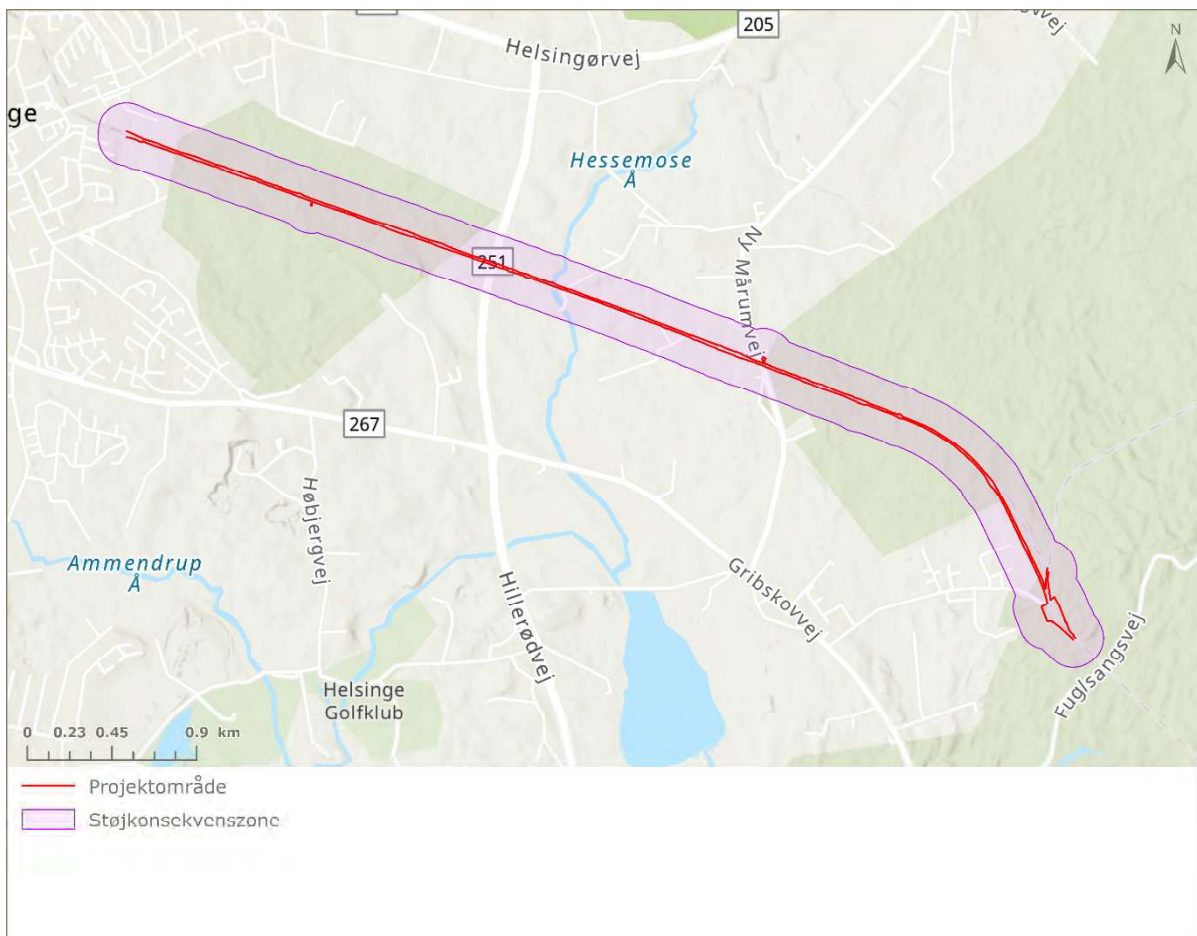 205
N
Helsingørvej
ge
Hessemose
Å
Ny Mårumvej
251
267
Høbjergvej
Ammendrup
Å
Hillerødvej
Gribskovvej
Fuglsangsvej
Helsinge
Golfklub
0 0.23 0.45 0.9 km
Projektområde
Støjkonsekvenszone